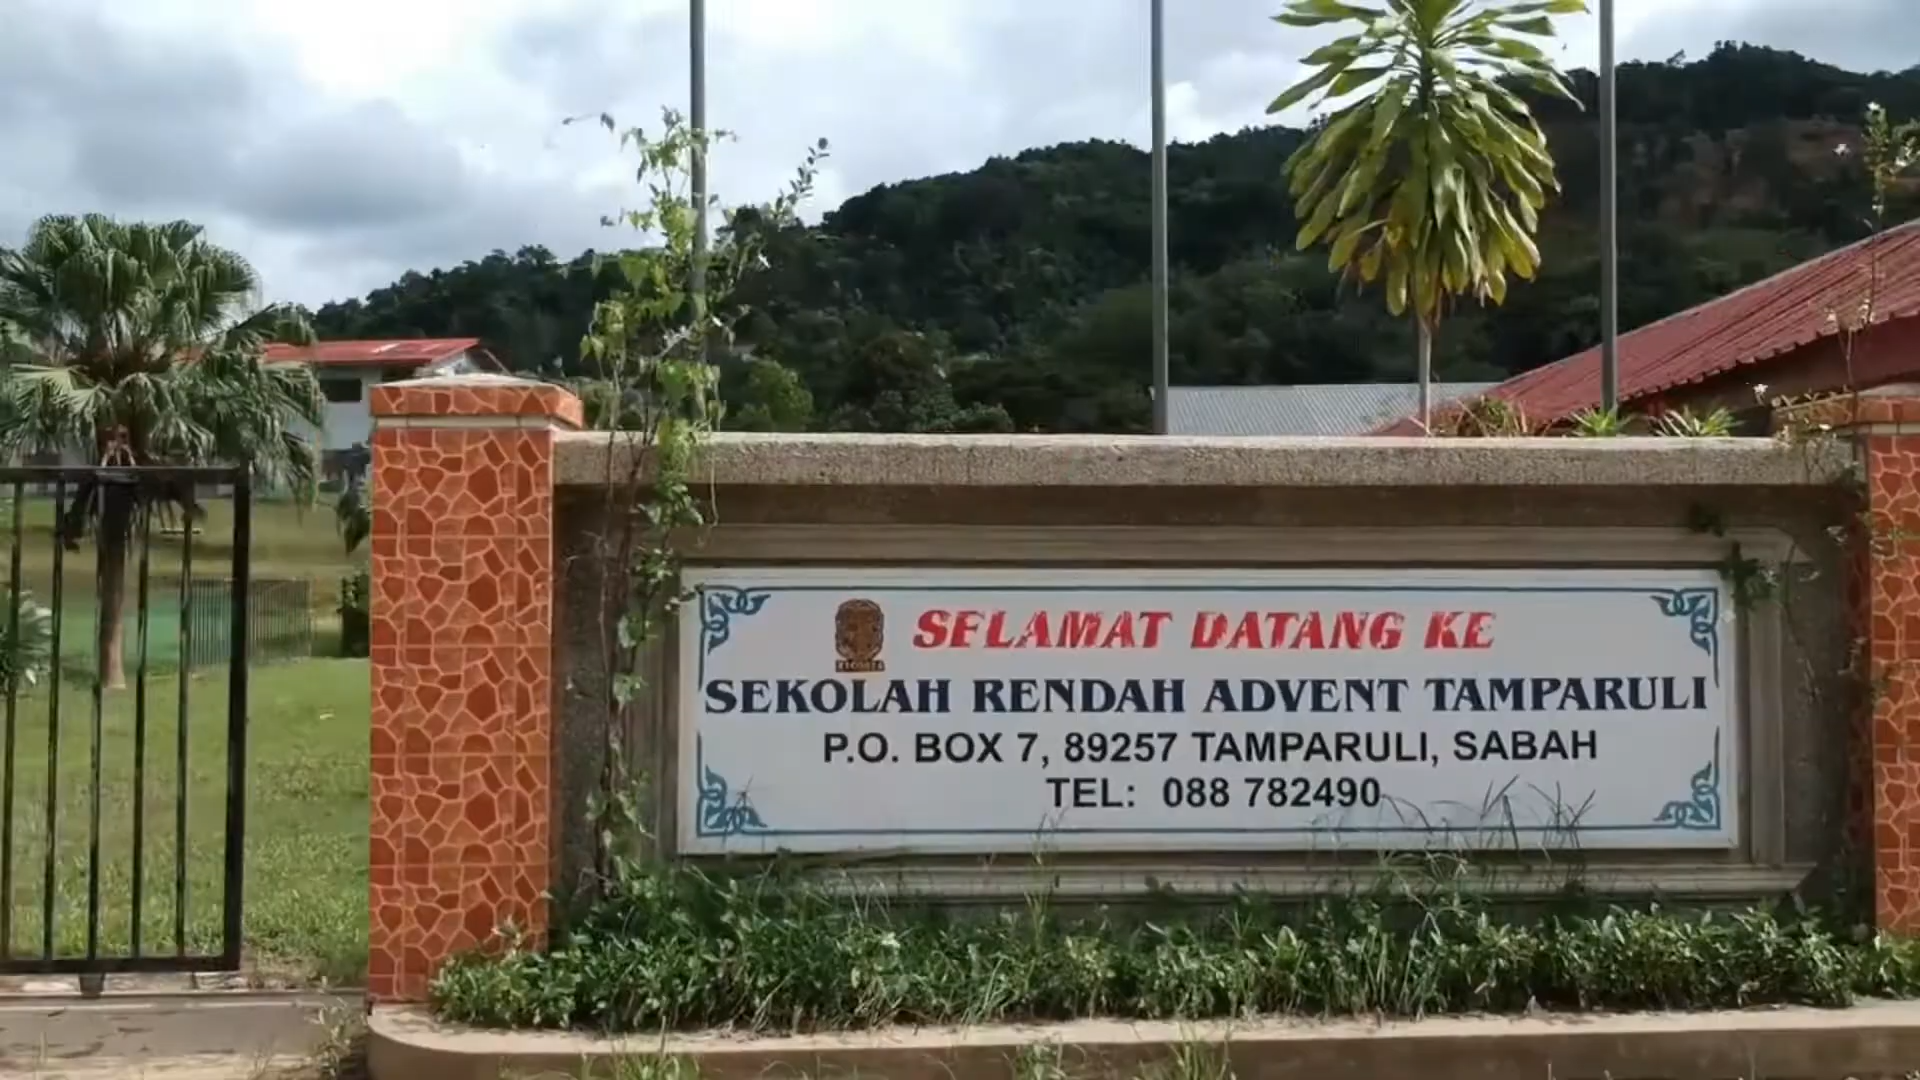 SELAMAT DATANG KE
SEKOLAH RENDAH ADVENT TAMPARULI
P.O. BOX 7, 89257 TAMPARULI, SABAH
TEL: 088 782490